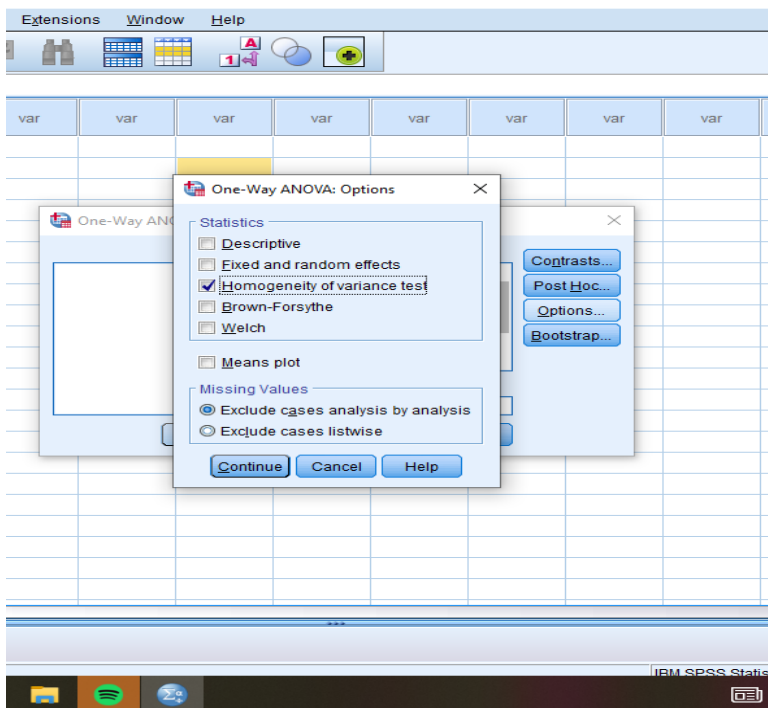 Extensions Window Help
A
1
var var var var var var var var
One-Way ANOVA: Options
One-Way AN
Statistics
Descriptive
Fixed and random effects
Homogeneity of variance test
Brown-Forsythe
Welch
Means plot
Missing Values
Exclude cases analysis by analysis
Exclude cases listwise
Continue Cancel Help
Contrasts...
Post Hoc...
Options...
Bootstrap...
IBM SPSS Statis